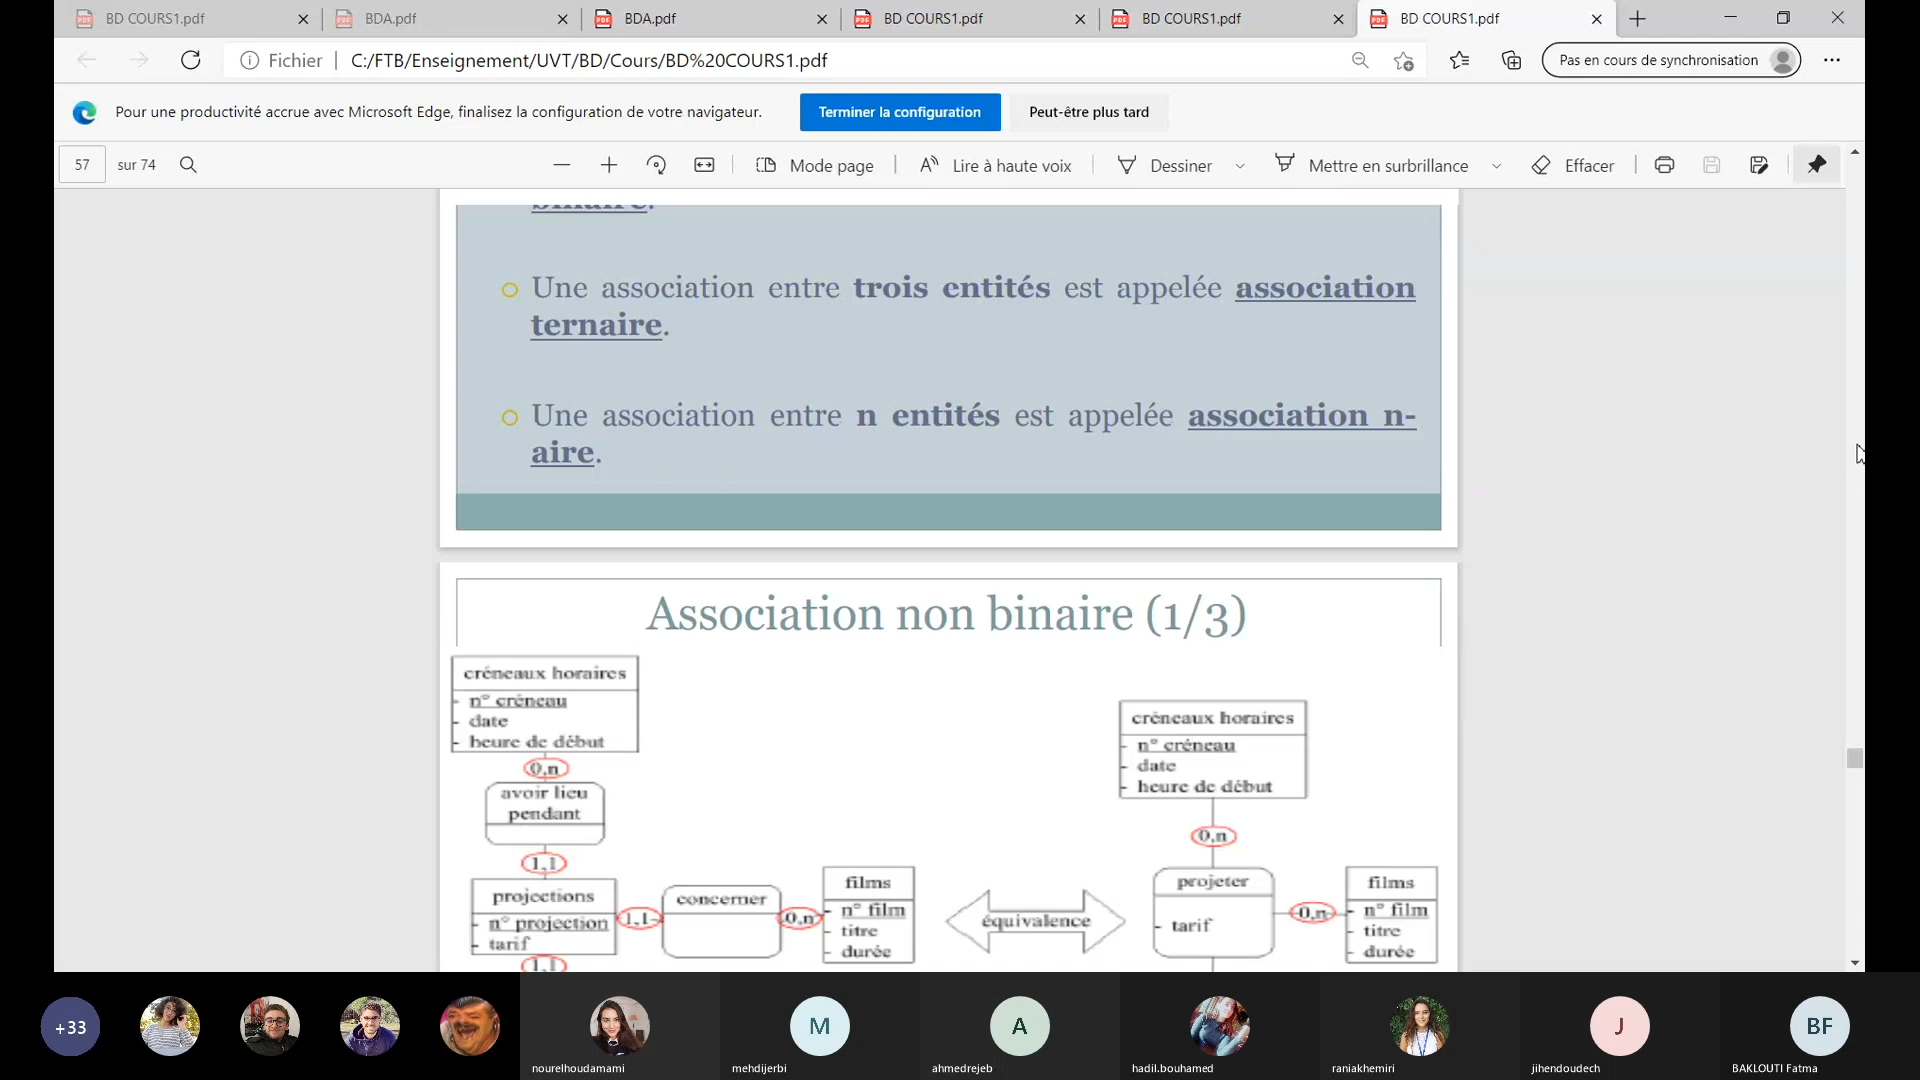 BD COURS1.pdf
BDA.pdf
BDA.pdf
BD COURS1.pdf
BD COURS1.pdf
BD COURS1.pdf
Fichier
C:/FTB/Enseignement/UVT/BD/Cours/BD%20COURS1.pdf
Pas en cours de synchronisation
Pour une productivité accrue avec Microsoft Edge, finalisez la configuration de votre navigateur.
Terminer la configuration
Peut-être plus tard
57 sur 74
Mode page
Lire à haute voix
Dessiner
Mettre en surbrillance
Effacer
binaire.
Une association entre trois entités est appelée association
ternaire.
Une association entre n entités est appelée association n-
aire.
Association non binaire (1/3)
créneaux horaires
- n° créneau
- date
- heure de début
0,n
avoir lieu
pendant
1,1
projections
- n° projection
- tarif
1,1
1,1
concerner
0,n
films
- n° film
- titre
- durée
équivalence
créneaux horaires
- n° créneau
- date
- heure de début
0,n
projeter
- tarif
0,n
films
- n° film
- titre
- durée
+33
nourelhoudamami
M
mehdijerbi
A
ahmedrejeb
hadil.bouhamed
raniakhemiri
J
jihendoudech
BF
BAKLOUTI Fatma